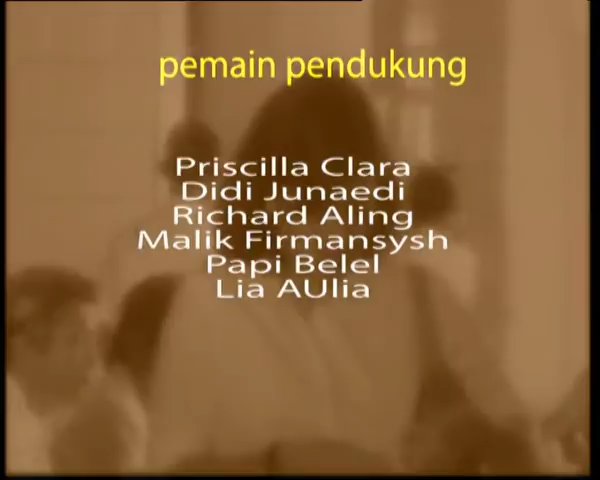 pemain pendukung
Priscilla Clara
Didi Junaedi
Richard Aling
Malik Firmansysh
Papi Belel
Lia AUlia